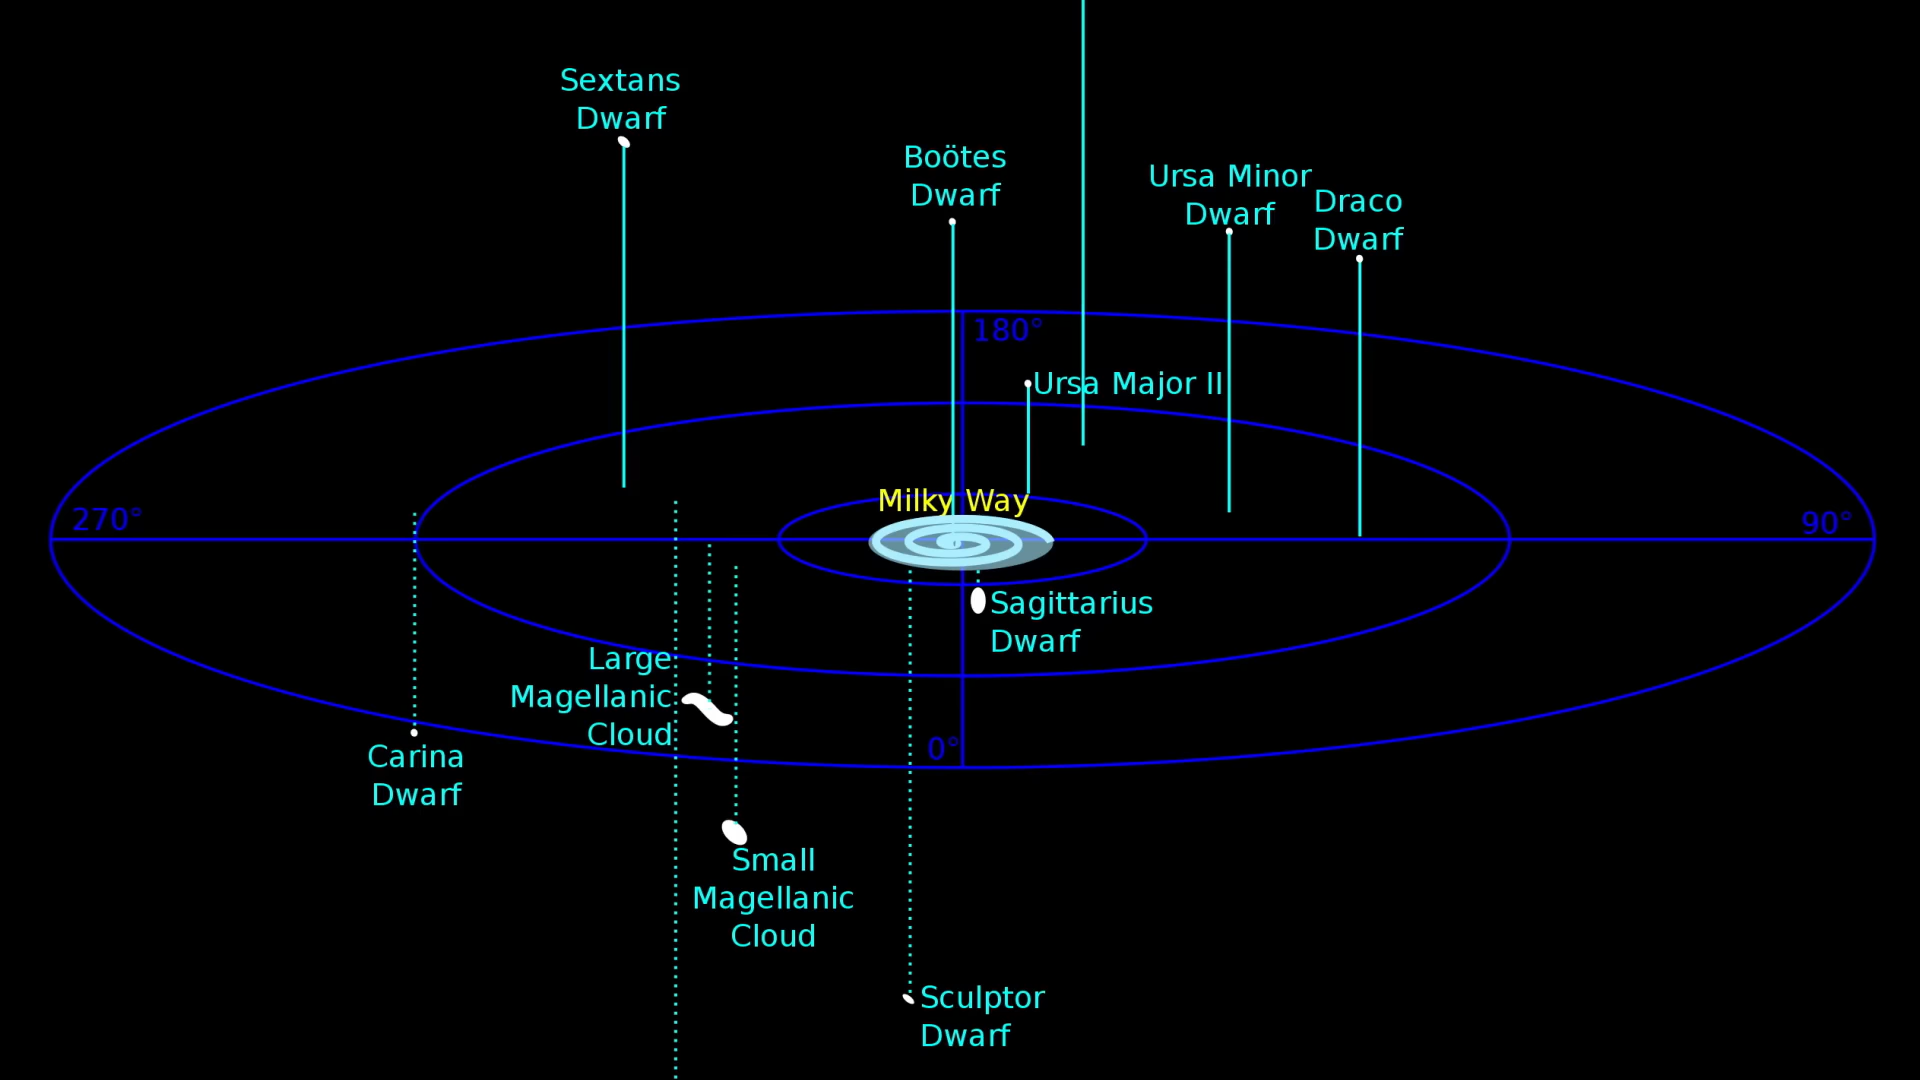 Sextans
Dwarf
Boötes
Dwarf
Ursa Minor
Dwarf
Draco
Dwarf
180°
Ursa Major II
Milky Way
270°
90°
Sagittarius
Dwarf
Large
Magellanic
Cloud
0°
Carina
Dwarf
Small
Magellanic
Cloud
Sculptor
Dwarf